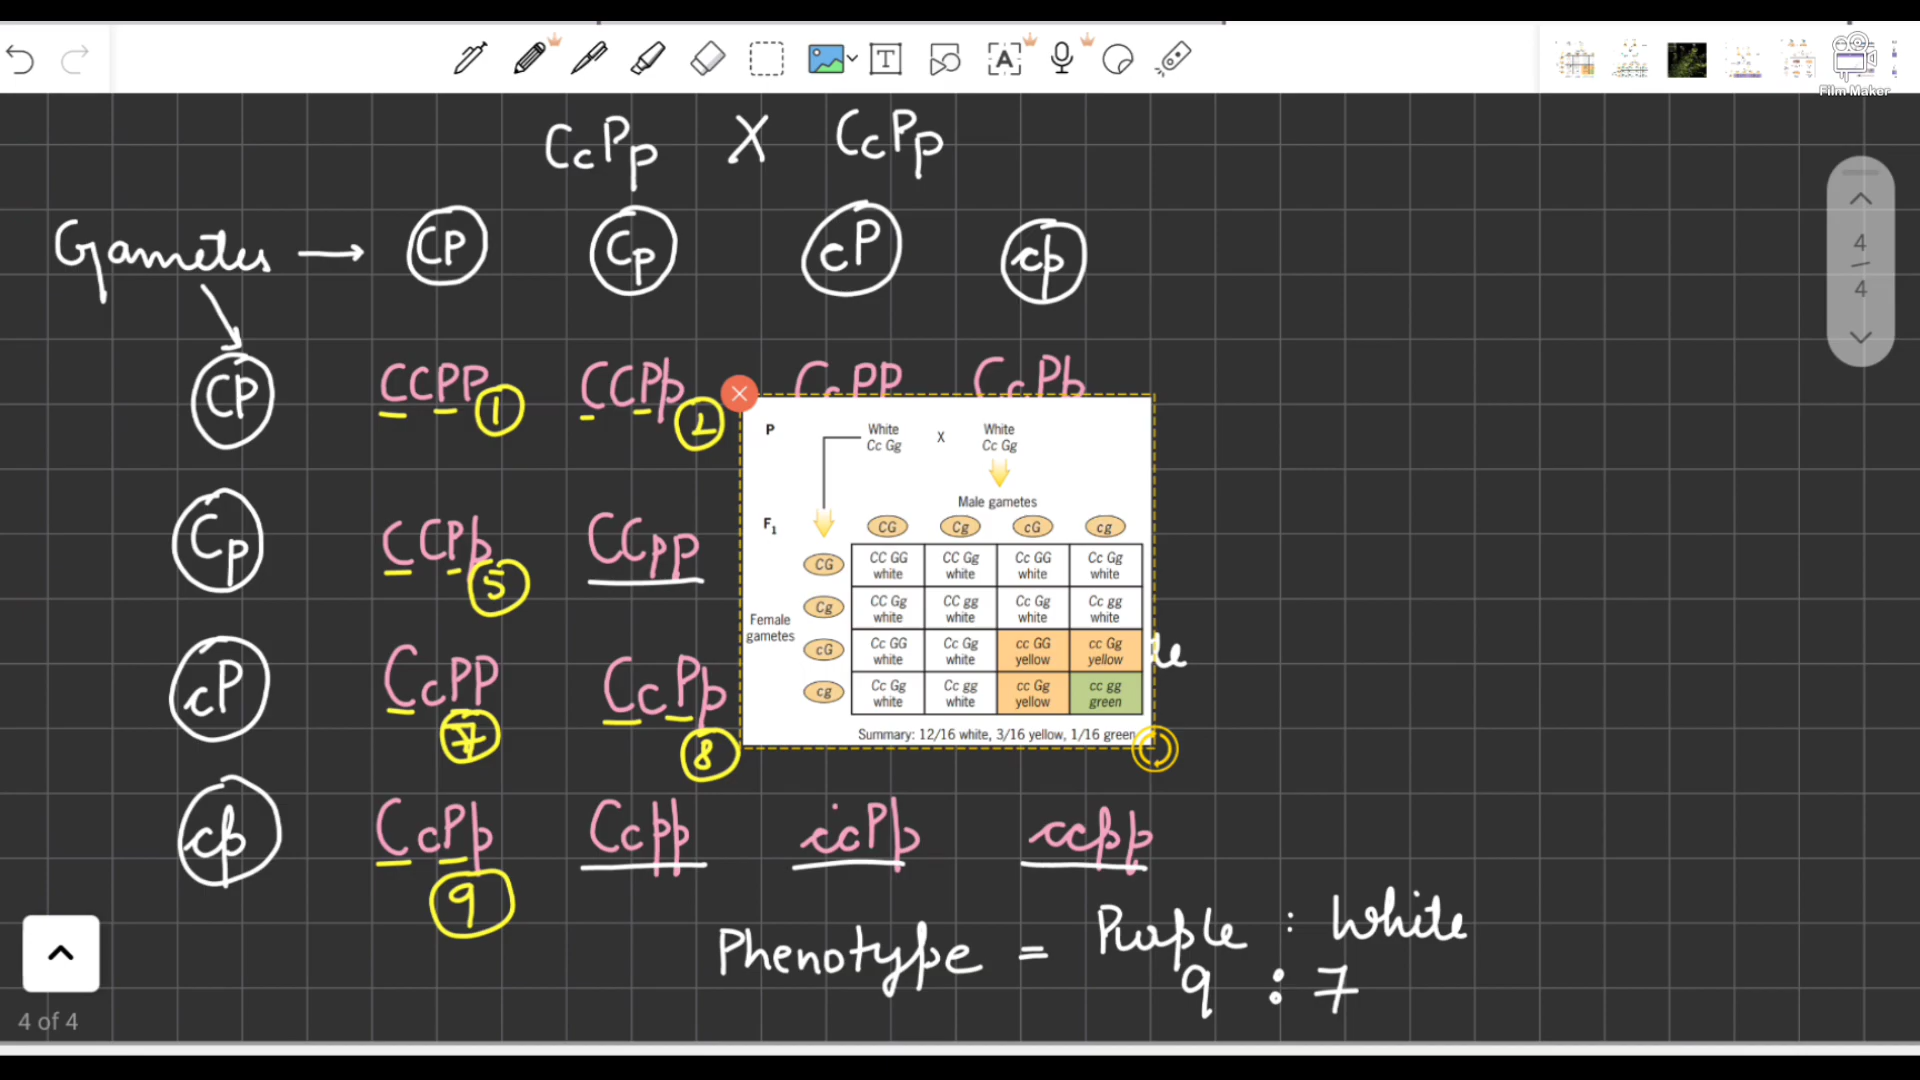 Film Maker
CcPp X CcPp
Gametes → CP Cp cP cp
CP CCPP 1 CCPp 2 CcPP CcPp
Cp CCPp 5 CCpp
cP CcPP 7 CcPp 8
cp CcPp 9 Ccpp ccPp ccpp
P White X White
Cc Gg Cc Gg
Male gametes
F1 CG Cg cG cg
CG CC GG CC Gg Cc GG Cc Gg
white white white white
Cg CC Gg CC gg Cc Gg Cc gg
white white white white
Female gametes
cG Cc GG Cc Gg cc GG cc Gg
white white yellow yellow
cg Cc Gg Cc gg cc Gg cc gg
white white yellow green
Summary: 12/16 white, 3/16 yellow, 1/16 green
Phenotype = Purple : White
9 : 7
4
4
4 of 4